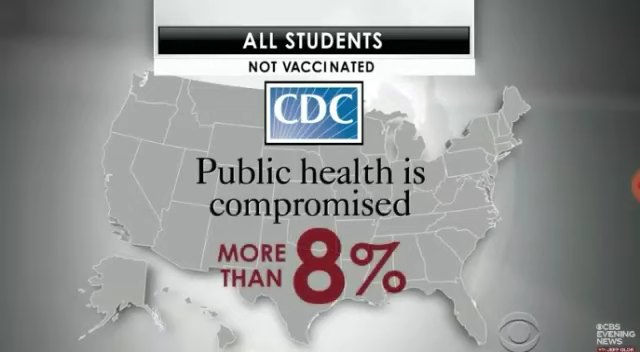 ALL STUDENTS
NOT VACCINATED
CDC
Public health is
compromised
MORE
THAN
8%
CBS
EVENING
NEWS